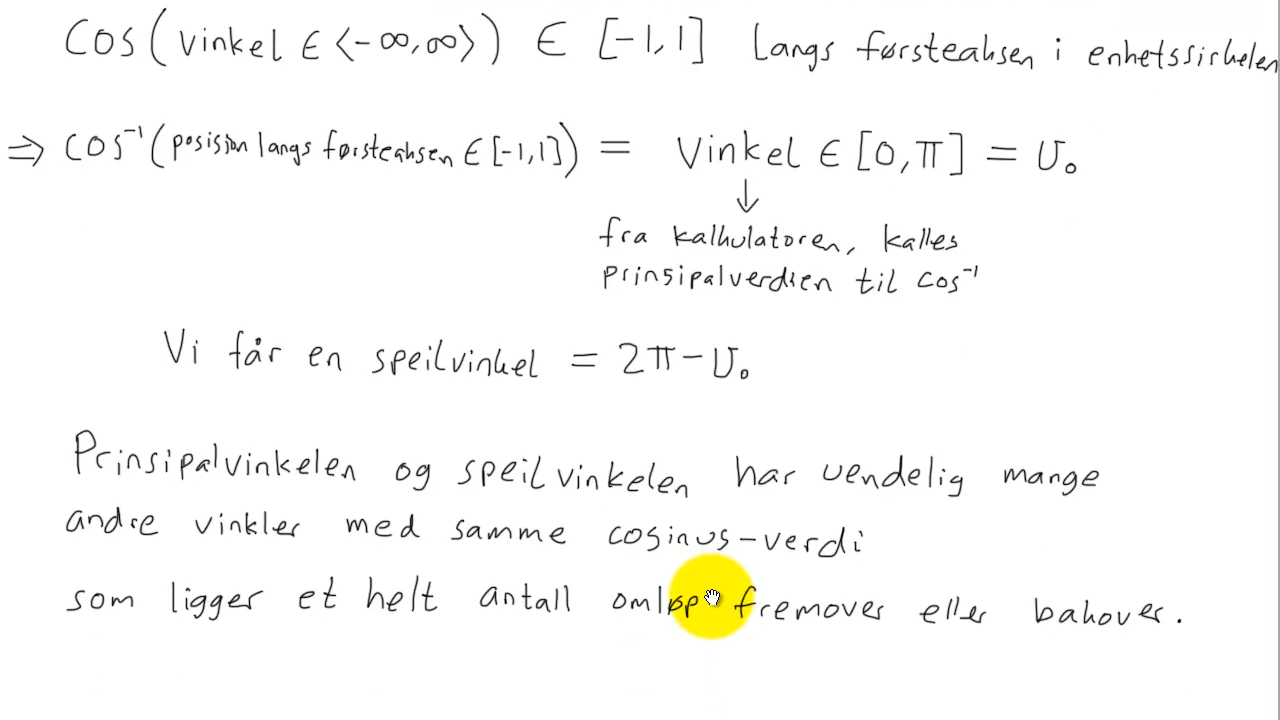 cos(vinkel ∈ ⟨-∞,∞⟩) ∈ [-1,1] langs førsteaksen i enhetssirkelen
⇒ cos⁻¹(posisjon langs førsteaksen ∈ [-1,1]) = Vinkel ∈ [0,π] = v₀
↓
fra kalkulatoren, kalles
prinsipalverdien til cos⁻¹
Vi får en speilvinkel = 2π-v₀
Prinsipalvinkelen og speilvinkelen har uendelig mange
andre vinkler med samme cosinus-verdi
som ligger et helt antall omløp fremover eller bakover.